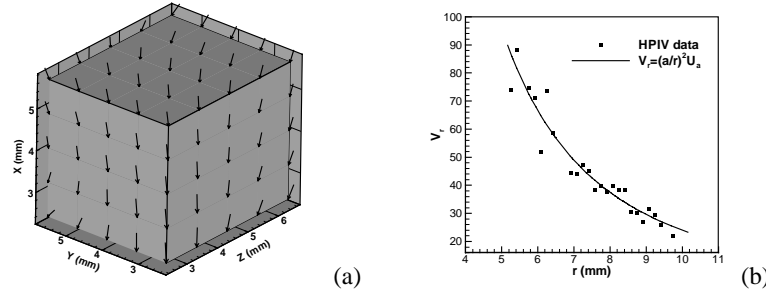 X (mm)
5
4
3
5
4
3
Y (mm)
3
4
5
6
Z (mm)
(a)
100
90
80
70
60
50
40
30
20
V_r
HPIV data
V_r=(a/r)^2U_a
4 5 6 7 8 9 10 11
r (mm)
(b)